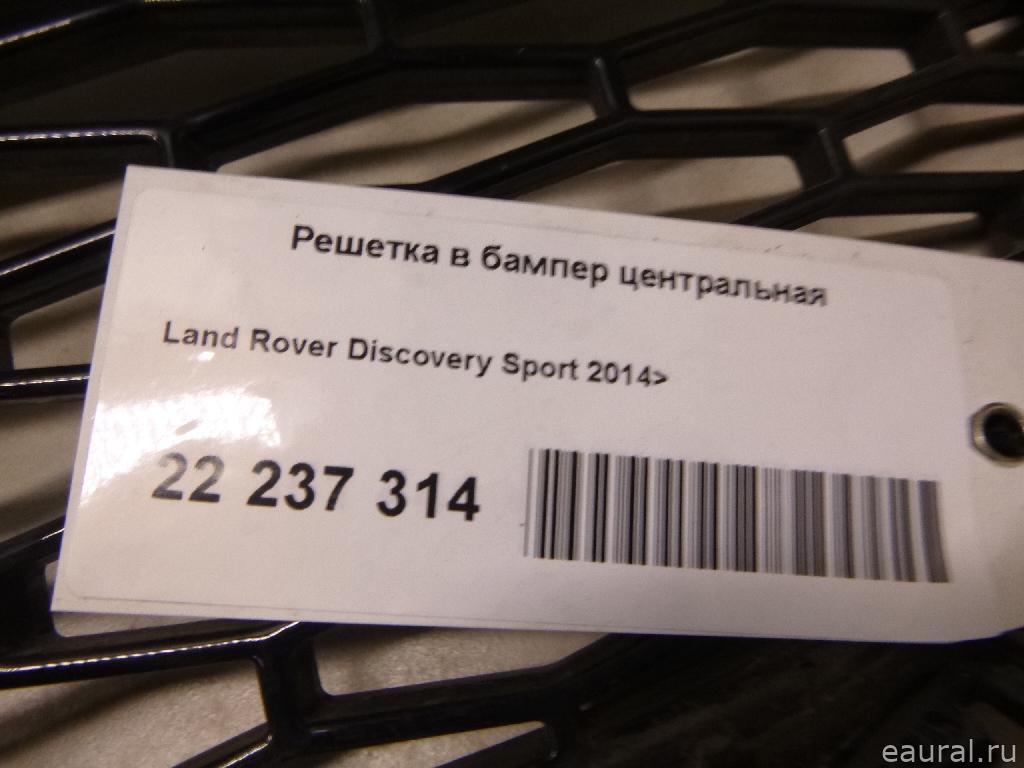 Решетка в бампер центральная
Land Rover Discovery Sport 2014>
22 237 314
eaural.ru